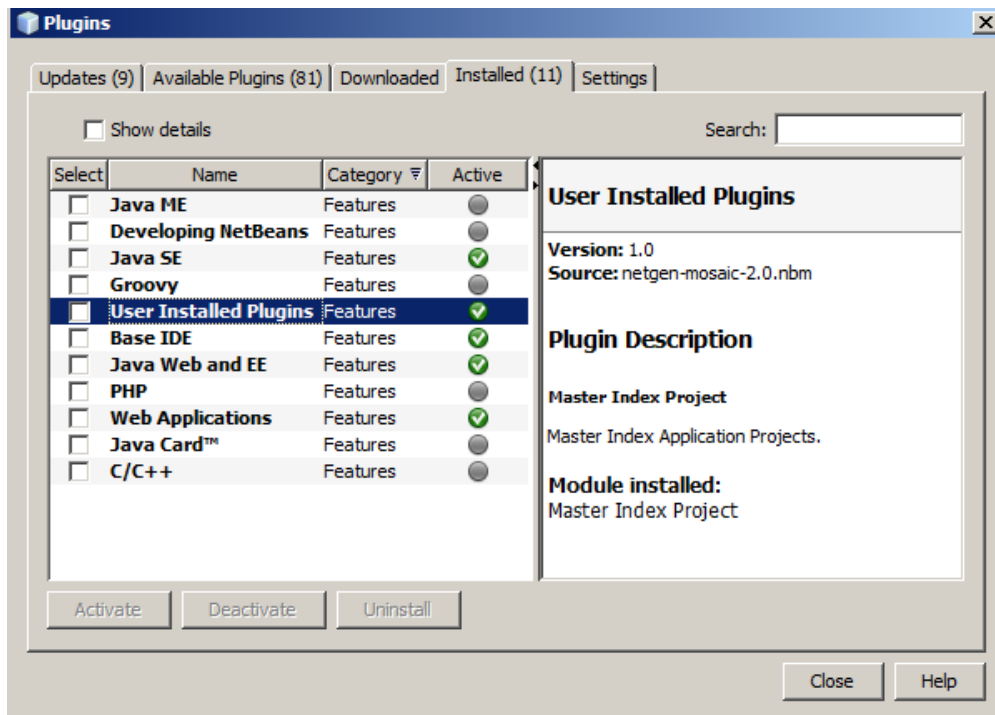 Plugins
Updates (9) Available Plugins (81) Downloaded Installed (11) Settings
Show details Search:
Select Name Category Active
Java ME Features
Developing NetBeans Features
Java SE Features
Groovy Features
User Installed Plugins Features
Base IDE Features
Java Web and EE Features
PHP Features
Web Applications Features
Java Card™ Features
C/C++ Features
User Installed Plugins
Version: 1.0
Source: netgen-mosaic-2.0.nbm
Plugin Description
Master Index Project
Master Index Application Projects.
Module installed:
Master Index Project
Activate Deactivate Uninstall
Close Help